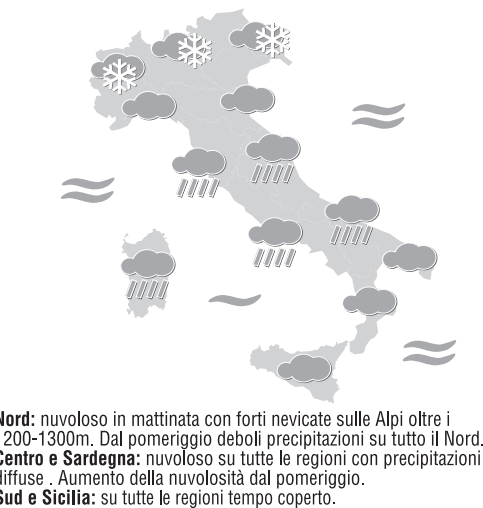 Nord: nuvoloso in mattinata con forti nevicate sulle Alpi oltre i
1200-1300m. Dal pomeriggio deboli precipitazioni su tutto il Nord.
Centro e Sardegna: nuvoloso su tutte le regioni con precipitazioni
diffuse . Aumento della nuvolosità dal pomeriggio.
Sud e Sicilia: su tutte le regioni tempo coperto.